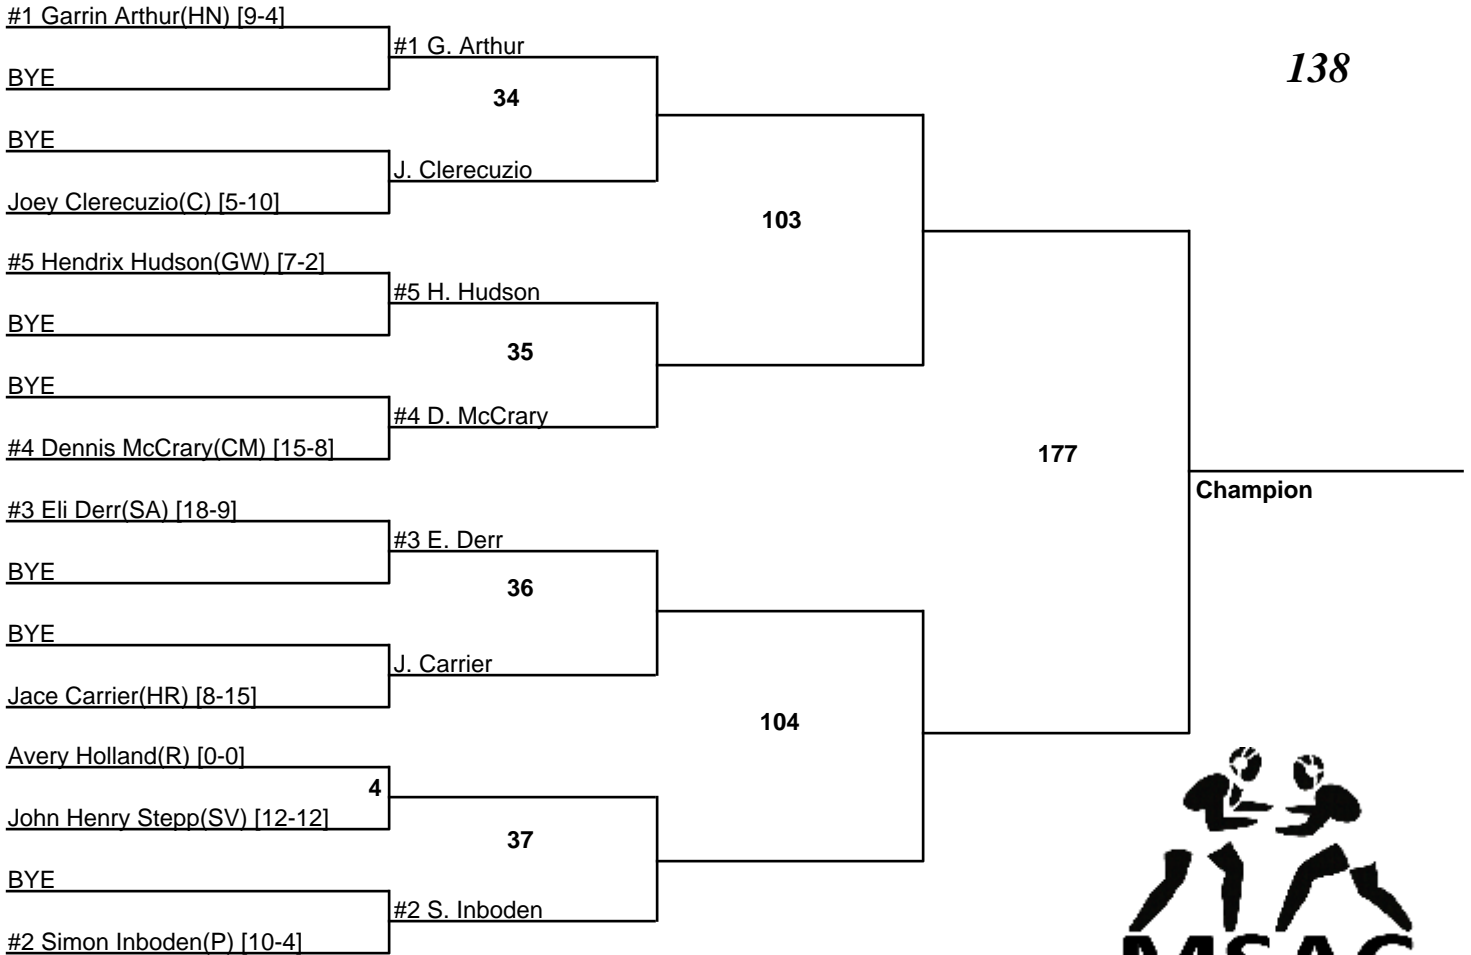 #1 Garrin Arthur(HN) [9-4]
#1 G. Arthur
138
BYE
34
BYE
J. Clerecuzio
Joey Clerecuzio(C) [5-10]
103
#5 Hendrix Hudson(GW) [7-2]
#5 H. Hudson
BYE
35
BYE
#4 D. McCrary
#4 Dennis McCrary(CM) [15-8]
177
Champion
#3 Eli Derr(SA) [18-9]
#3 E. Derr
BYE
36
BYE
J. Carrier
Jace Carrier(HR) [8-15]
104
Avery Holland(R) [0-0]
4
John Henry Stepp(SV) [12-12]
37
BYE
#2 S. Inboden
#2 Simon Inboden(P) [10-4]
MSAC